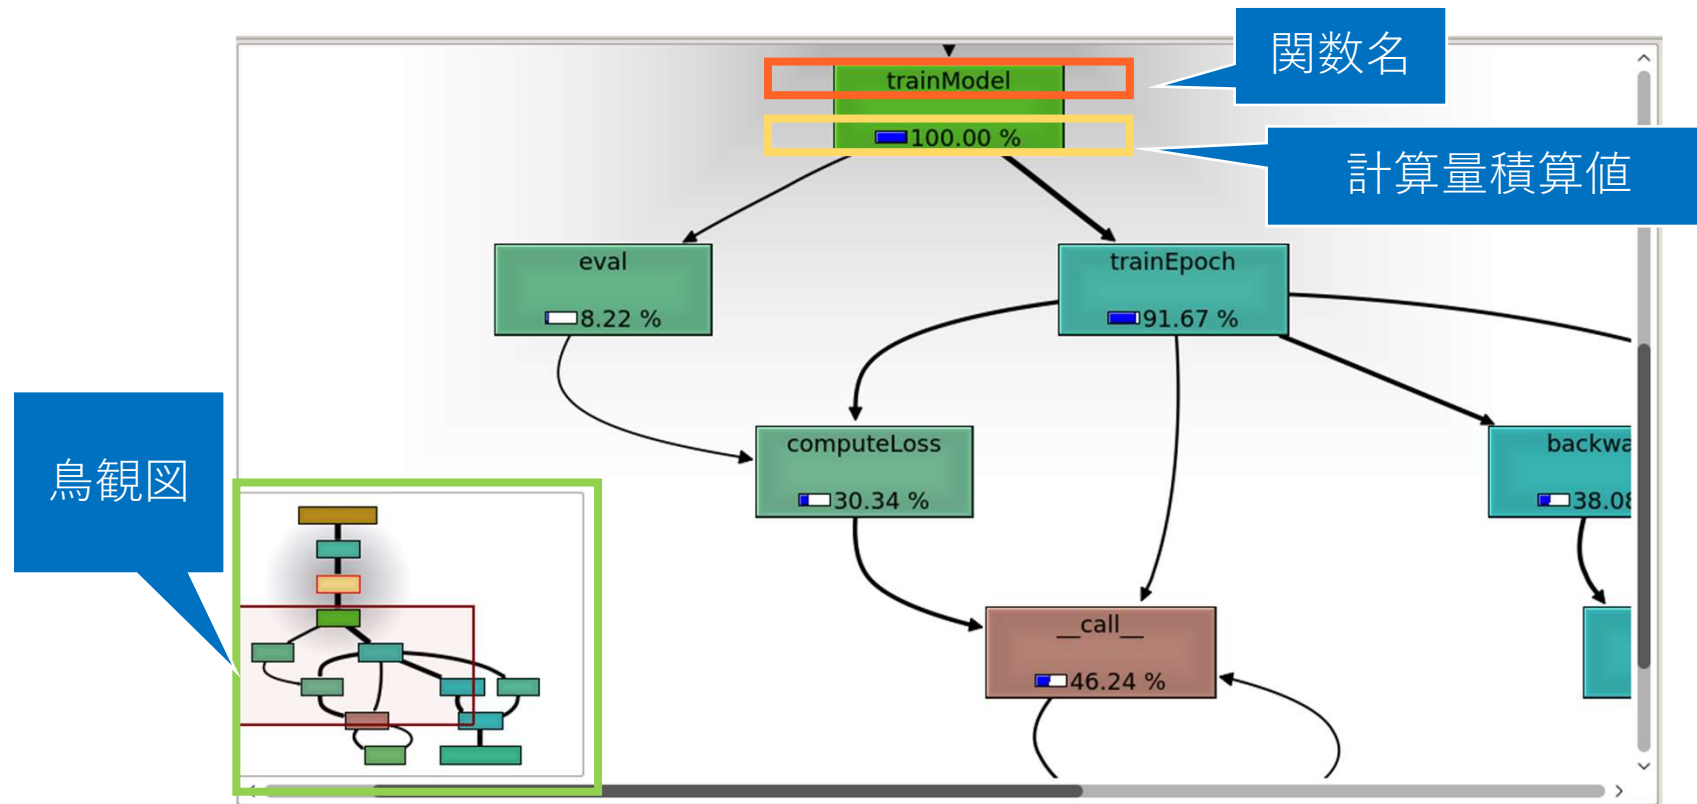 関数名
trainModel
100.00 %
計算量積算値
eval
8.22 %
trainEpoch
91.67 %
computeLoss
30.34 %
backwa
38.08
鳥観図
__call__
46.24 %